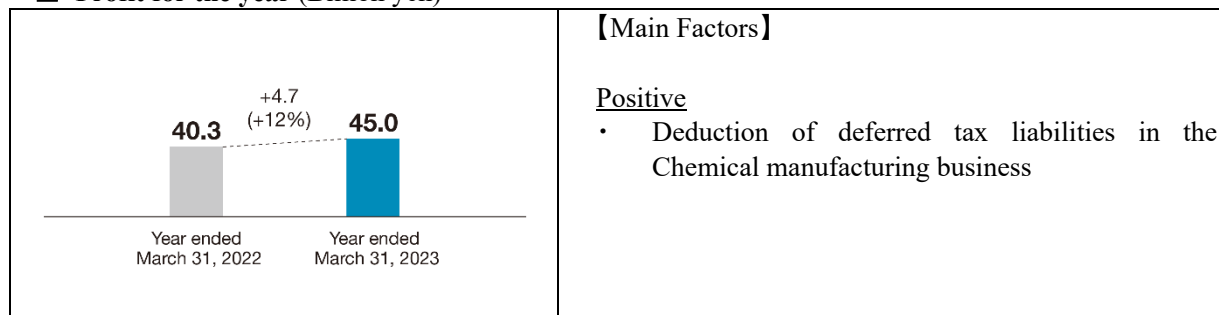 Profit for the year (Billion yen)
+4.7
(+12%)
40.3
45.0
Year ended
March 31, 2022
Year ended
March 31, 2023
【Main Factors】
Positive
・ Deduction of deferred tax liabilities in the
Chemical manufacturing business